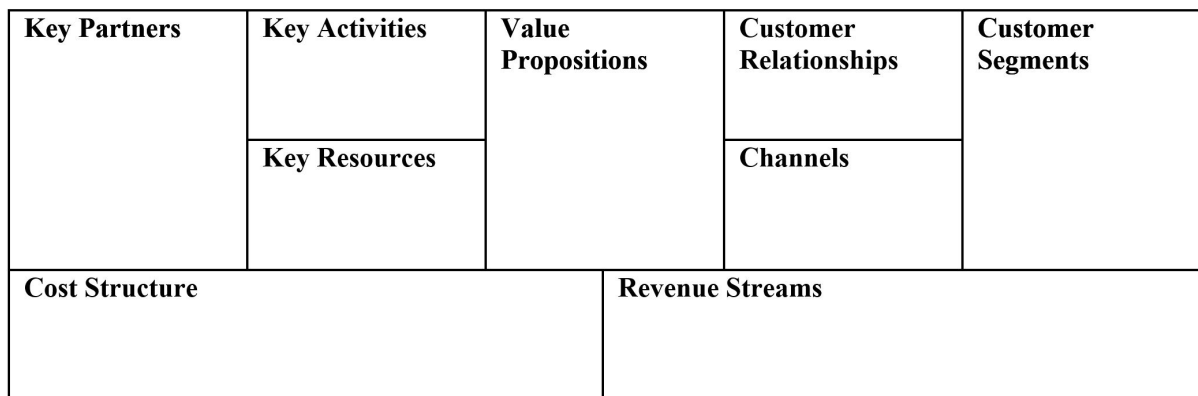 Key Partners
Key Activities
Value
Propositions
Customer
Relationships
Customer
Segments
Key Resources
Channels
Cost Structure
Revenue Streams